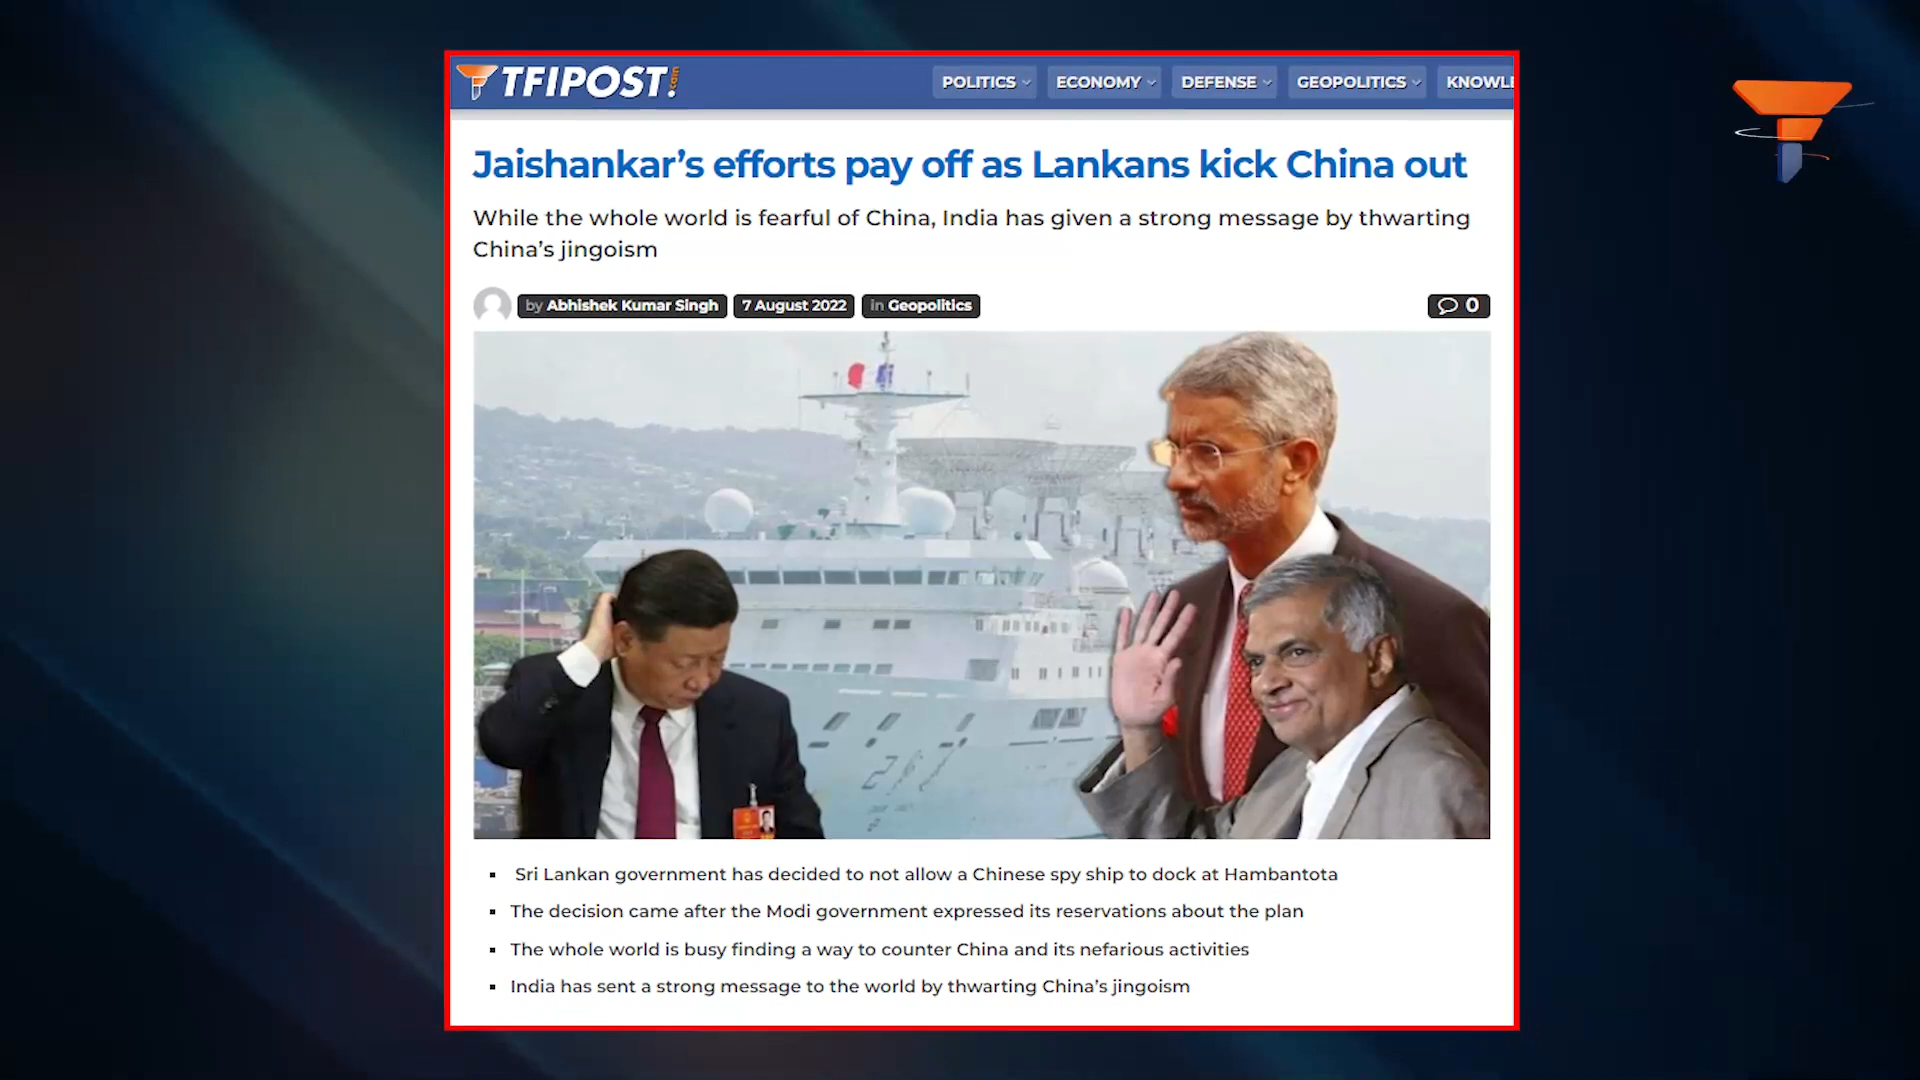 TFIPOST!
.com
POLITICS
ECONOMY
DEFENSE
GEOPOLITICS
KNOWL
Jaishankar’s efforts pay off as Lankans kick China out
While the whole world is fearful of China, India has given a strong message by thwarting
China’s jingoism
by Abhishek Kumar Singh
7 August 2022
in Geopolitics
0
Sri Lankan government has decided to not allow a Chinese spy ship to dock at Hambantota
The decision came after the Modi government expressed its reservations about the plan
The whole world is busy finding a way to counter China and its nefarious activities
India has sent a strong message to the world by thwarting China’s jingoism